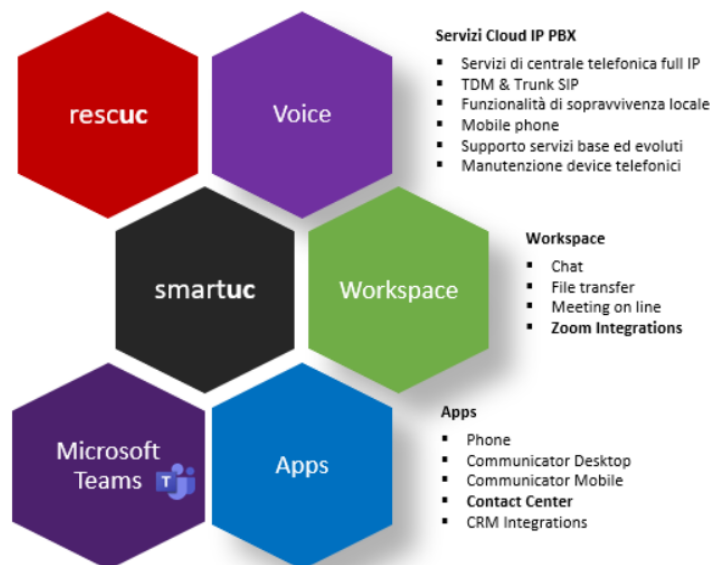 rescuc
Voice
Servizi Cloud IP PBX
▪ Servizi di centrale telefonica full IP
▪ TDM & Trunk SIP
▪ Funzionalità di sopravvivenza locale
▪ Mobile phone
▪ Supporto servizi base ed evoluti
▪ Manutenzione device telefonici
smartuc
Workspace
Workspace
▪ Chat
▪ File transfer
▪ Meeting on line
▪ Zoom Integrations
Microsoft
Teams
T
Apps
Apps
▪ Phone
▪ Communicator Desktop
▪ Communicator Mobile
▪ Contact Center
▪ CRM Integrations